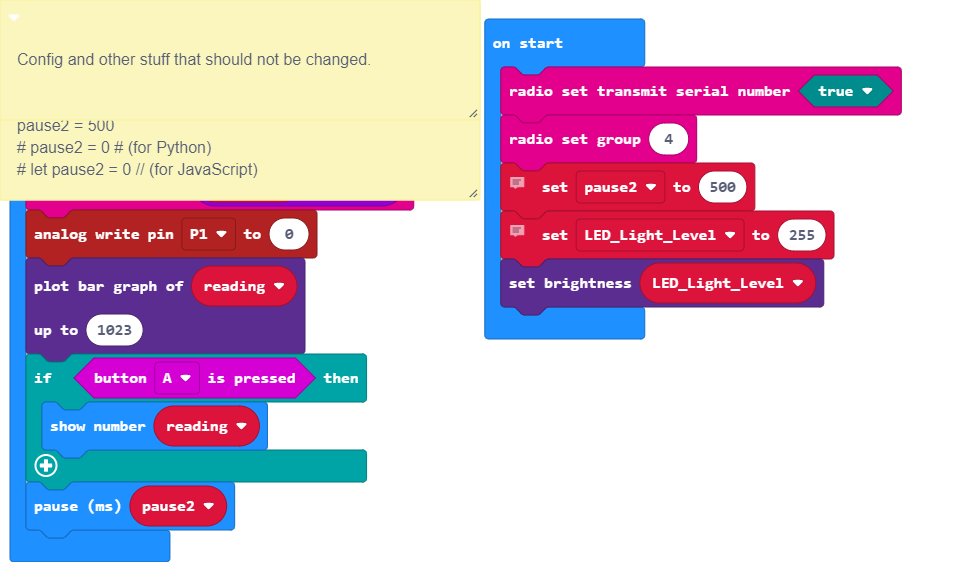 Config and other stuff that should not be changed.
pause2 = 500
# pause2 = 0 # (for Python)
# let pause2 = 0 // (for JavaScript)
analog write pin P1 to 0
plot bar graph of reading
up to 1023
if button A is pressed then
show number reading
pause (ms) pause2
on start
radio set transmit serial number true
radio set group 4
set pause2 to 500
set LED_Light_Level to 255
set brightness LED_Light_Level